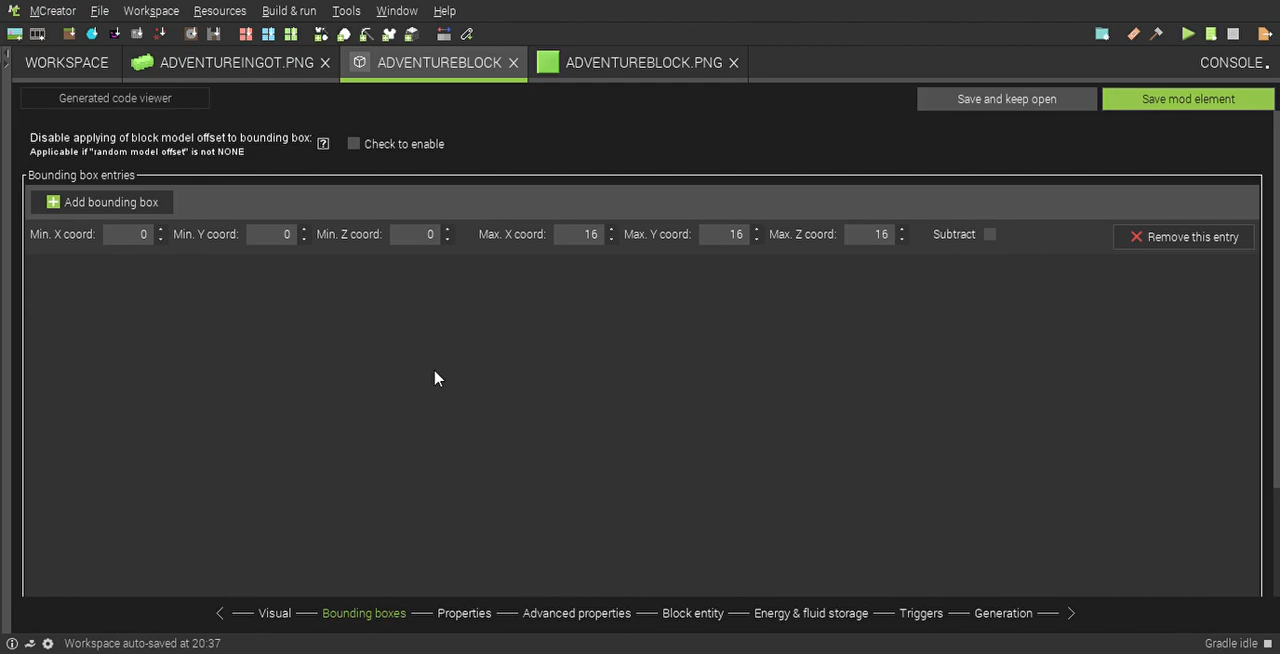 MCreator File Workspace Resources Build & run Tools Window Help
WORKSPACE ADVENTUREINGOT.PNG ADVENTUREBLOCK ADVENTUREBLOCK.PNG CONSOLE
Generated code viewer Save and keep open Save mod element
Disable applying of block model offset to bounding box: ? Check to enable
Applicable if "random model offset" is not NONE
Bounding box entries
Add bounding box
Min. X coord: 0 Min. Y coord: 0 Min. Z coord: 0 Max. X coord: 16 Max. Y coord: 16 Max. Z coord: 16 Subtract Remove this entry
Visual Bounding boxes Properties Advanced properties Block entity Energy & fluid storage Triggers Generation
Workspace auto-saved at 20:37 Gradle idle